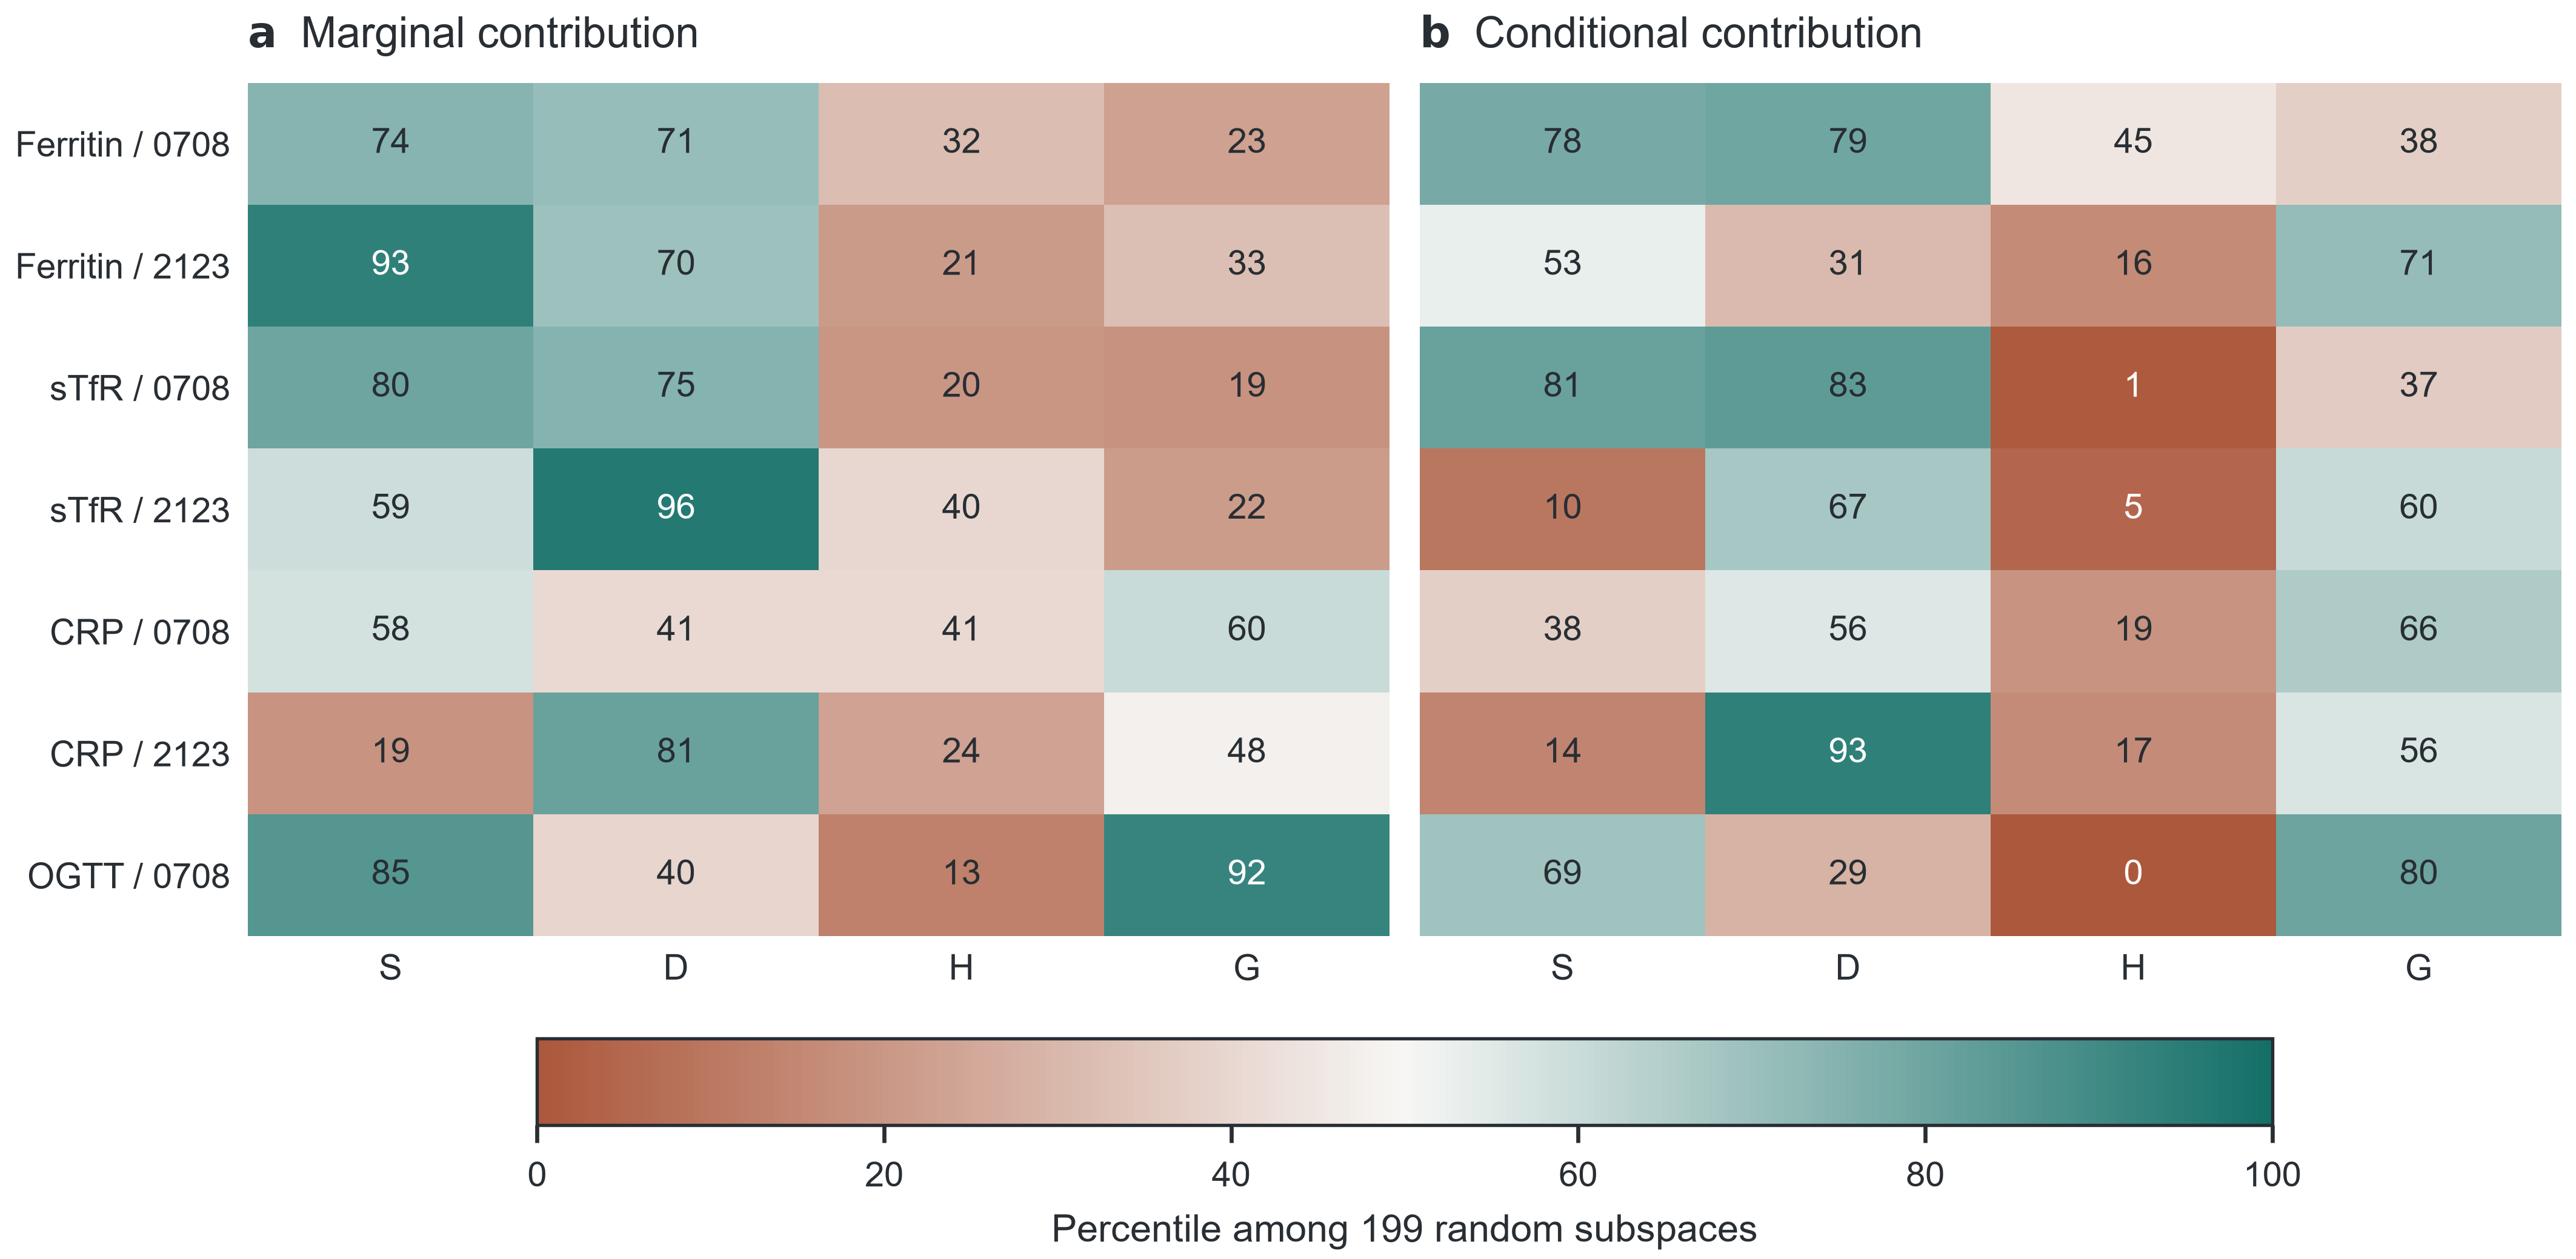 a Marginal contribution
b Conditional contribution
Ferritin / 0708 74 71 32 23 78 79 45 38
Ferritin / 2123 93 70 21 33 53 31 16 71
sTfR / 0708 80 75 20 19 81 83 1 37
sTfR / 2123 59 96 40 22 10 67 5 60
CRP / 0708 58 41 41 60 38 56 19 66
CRP / 2123 19 81 24 48 14 93 17 56
OGTT / 0708 85 40 13 92 69 29 0 80
S D H G S D H G
0 20 40 60 80 100
Percentile among 199 random subspaces